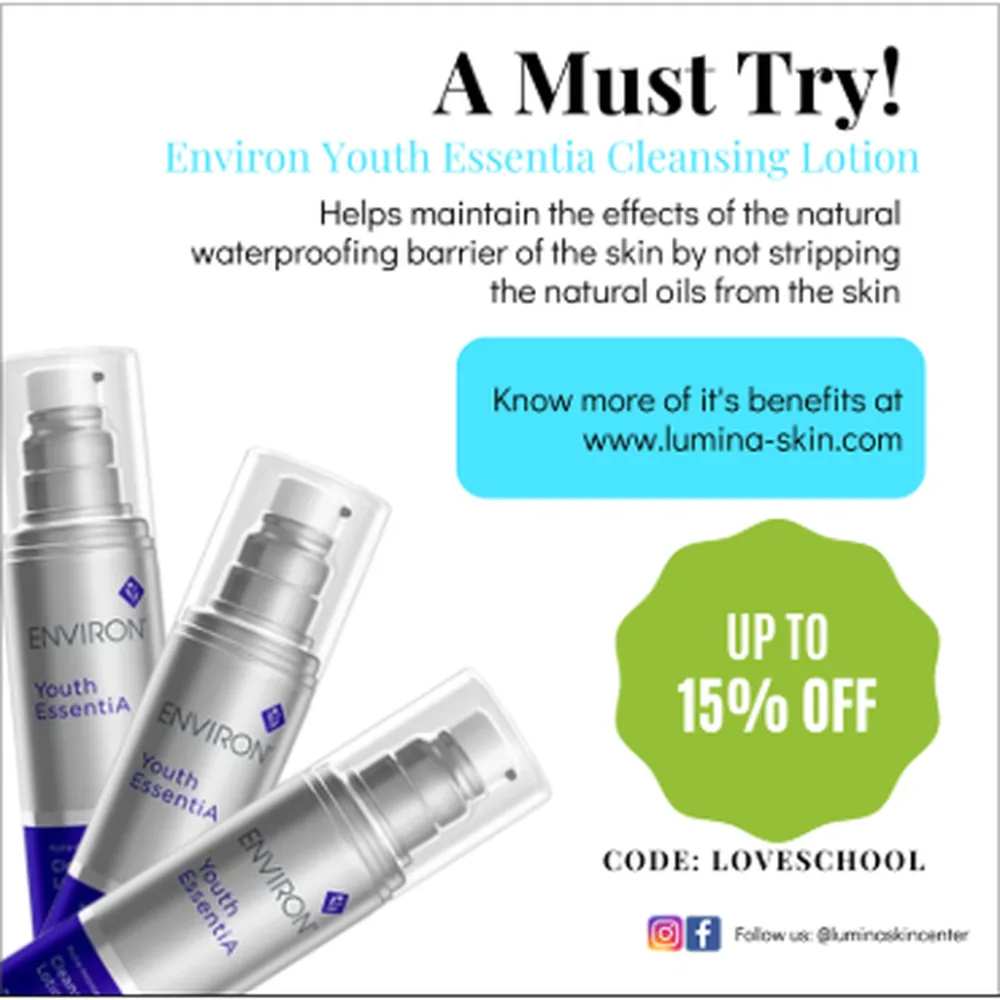 A Must Try!
Environ Youth Essentia Cleansing Lotion
Helps maintain the effects of the natural
waterproofing barrier of the skin by not stripping
the natural oils from the skin
Know more of it's benefits at
www.lumina-skin.com
UP TO
15% OFF
CODE: LOVESCHOOL
Follow us: @luminaskincenter
ENVIRON
Youth
EssentiA
ENVIRON
Youth
EssentiA
ENVIRON
Youth
EssentiA